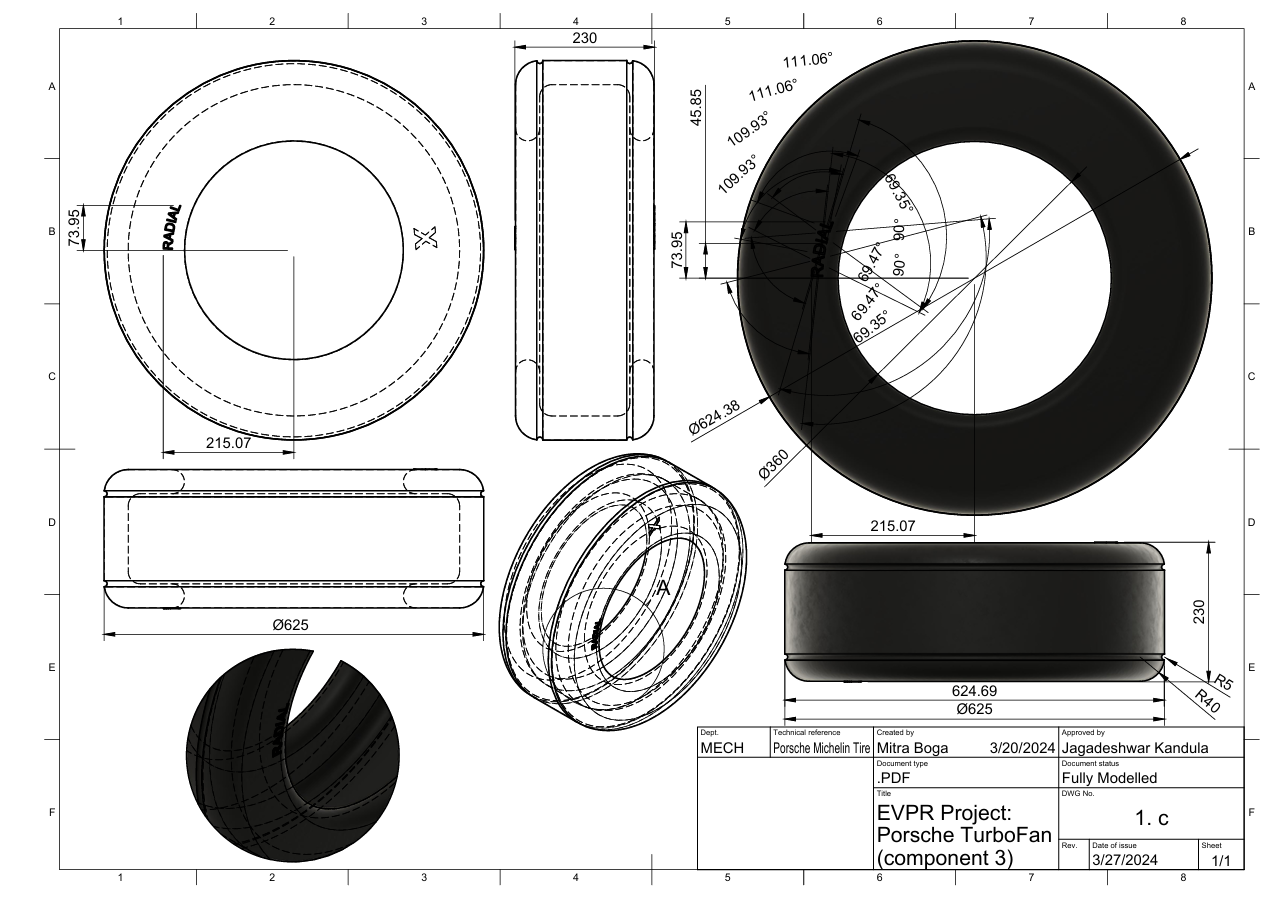 1 2 3 4 5 6 7 8
A
B
C
D
E
F
A
B
C
D
E
F
1 2 3 4 5 6 7 8
73.95
RADIAL
X
215.07
230
Ø625
X
A
RADIAL
RADIAL
111.06°
111.06°
109.93°
109.93°
45.85
73.95
RADIAL
69.35°
90°
90°
69.47°
69.47°
69.35°
Ø624.38
Ø360
215.07
230
R5
R40
624.69
Ø625
Dept.
MECH
Technical reference
Porsche Michelin Tire
Created by
Mitra Boga 3/20/2024
Approved by
Jagadeshwar Kandula
Document type
.PDF
Document status
Fully Modelled
Title
EVPR Project:
Porsche TurboFan
(component 3)
DWG No.
1. c
Rev.
Date of issue
3/27/2024
Sheet
1/1